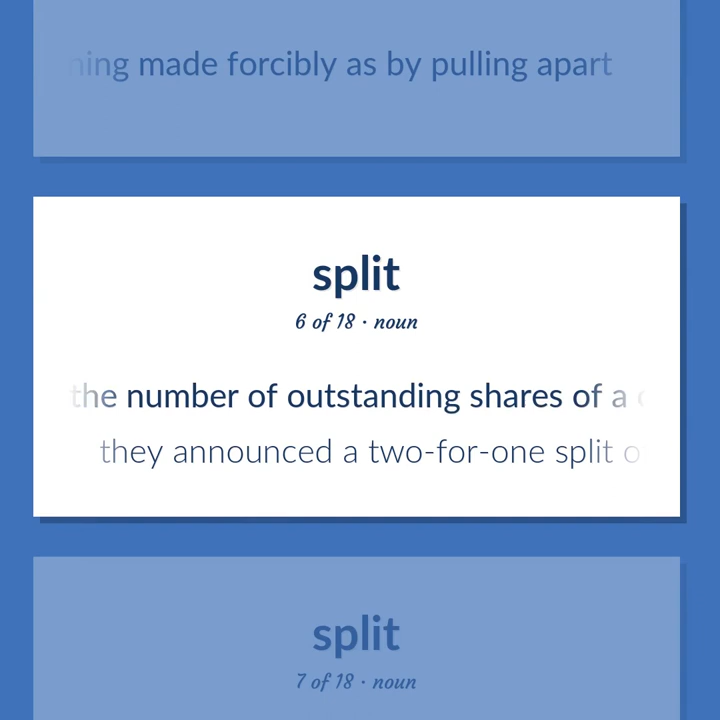 made forcibly as by pulling apart
split
6 of 18 · noun
the number of outstanding shares of a
they announced a two-for-one split
split
7 of 18 · noun